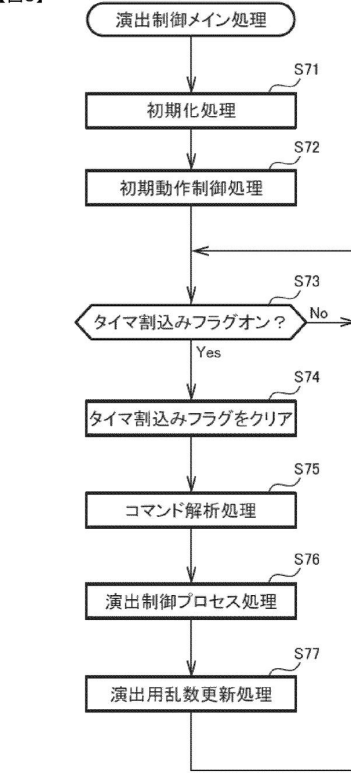 演出制御メイン処理
S71
初期化処理
S72
初期動作制御処理
S73
タイマ割込みフラグオン？
No
Yes
S74
タイマ割込みフラグをクリア
S75
コマンド解析処理
S76
演出制御プロセス処理
S77
演出用乱数更新処理